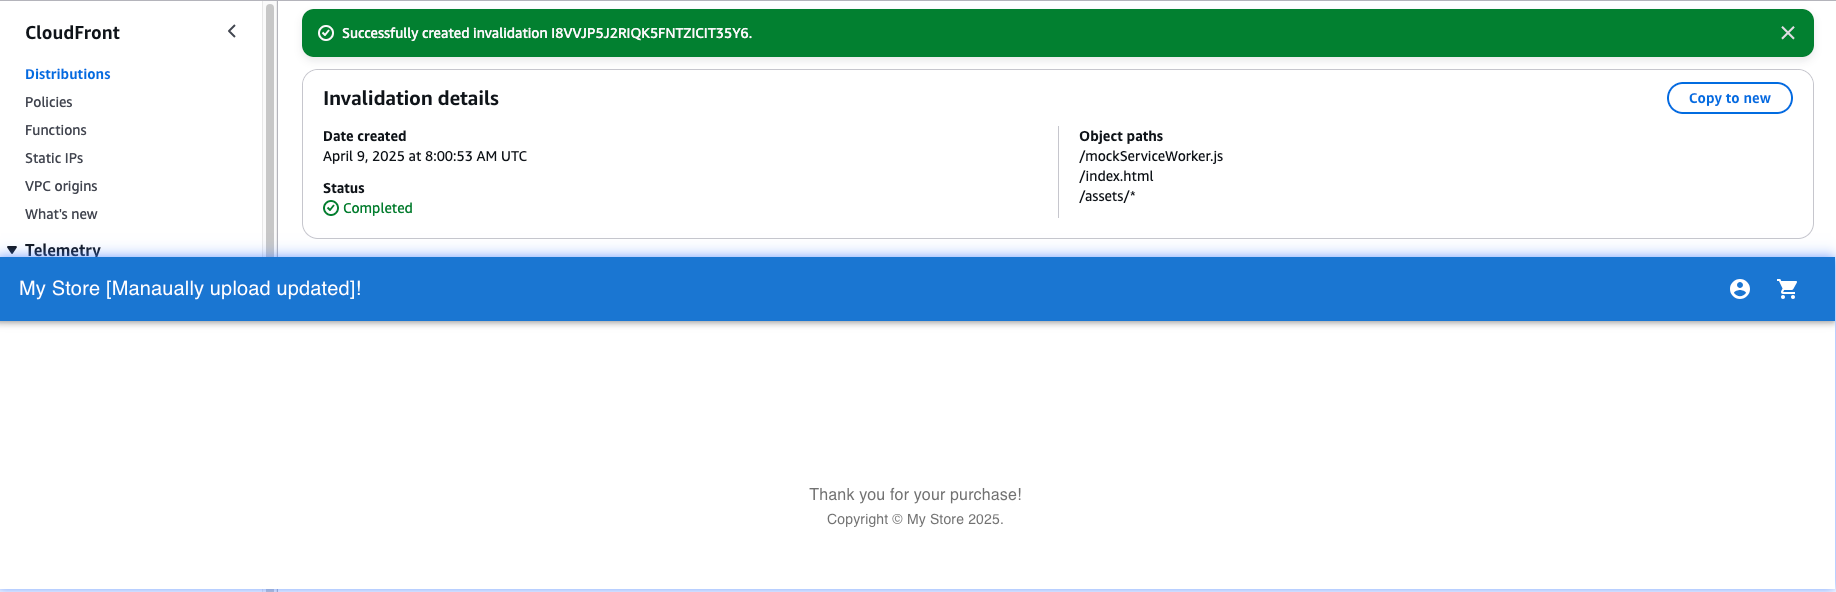 CloudFront
Distributions
Policies
Functions
Static IPs
VPC origins
What's new
Telemetry
Successfully created invalidation I8VVJP5J2RIQK5FNTZICIT35Y6.
Invalidation details
Copy to new
Date created
April 9, 2025 at 8:00:53 AM UTC
Status
Completed
Object paths
/mockServiceWorker.js
/index.html
/assets/*
My Store [Manaually upload updated]!
Thank you for your purchase!
Copyright © My Store 2025.